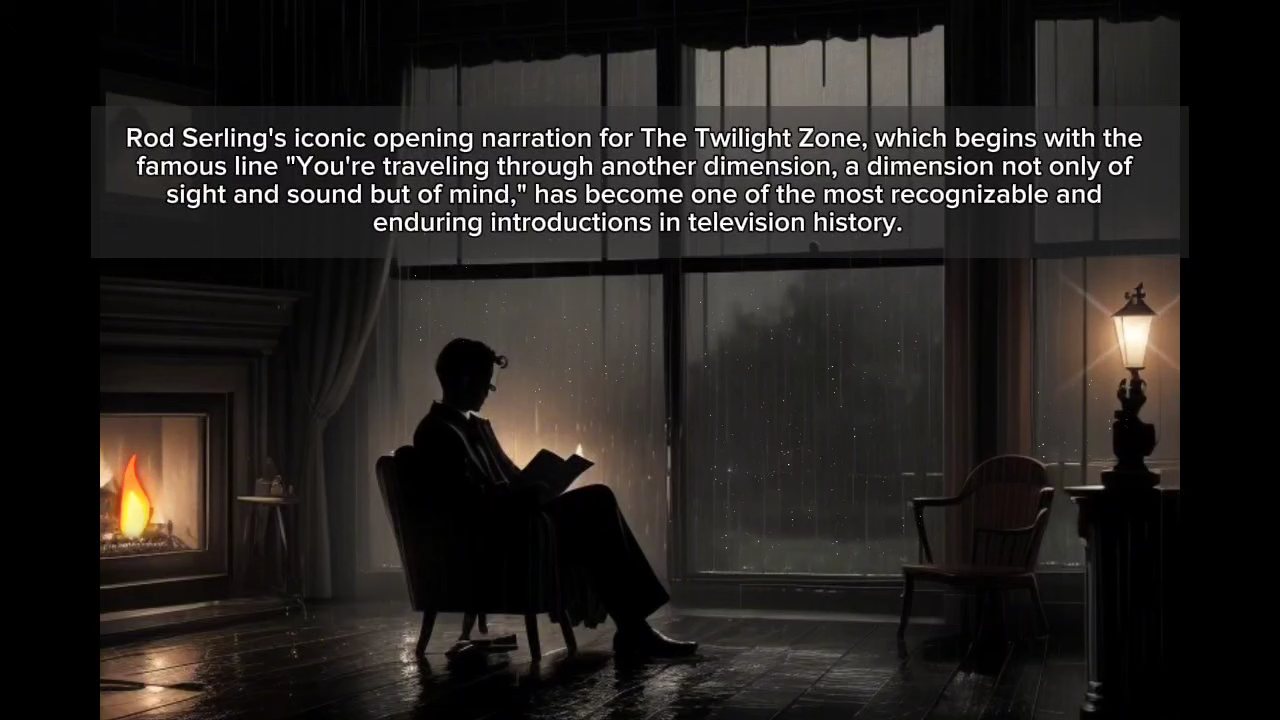 Rod Serling's iconic opening narration for The Twilight Zone, which begins with the
famous line "You're traveling through another dimension, a dimension not only of
sight and sound but of mind," has become one of the most recognizable and
enduring introductions in television history.